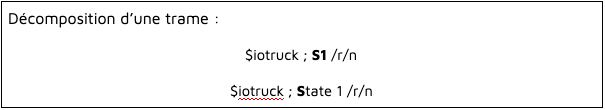 Décomposition d’une trame :
$iotruck ; S1 /r/n
$iotruck ; State 1 /r/n